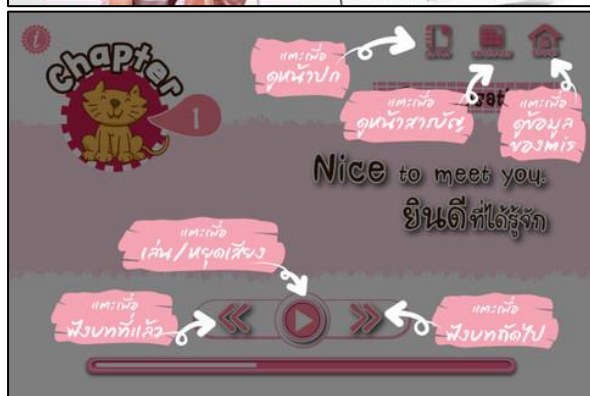 Chapter
1
แตะเพื่อ
ดูหน้าปก
แตะเพื่อ
ดูหน้าสารบัญ
แตะเพื่อ
ดูข้อมูล
ของmis
Nice to meet you.
ยินดีที่ได้รู้จัก
แตะเพื่อ
เล่น/หยุดเสียง
แตะเพื่อ
ฟังบทที่แล้ว
แตะเพื่อ
ฟังบทถัดไป